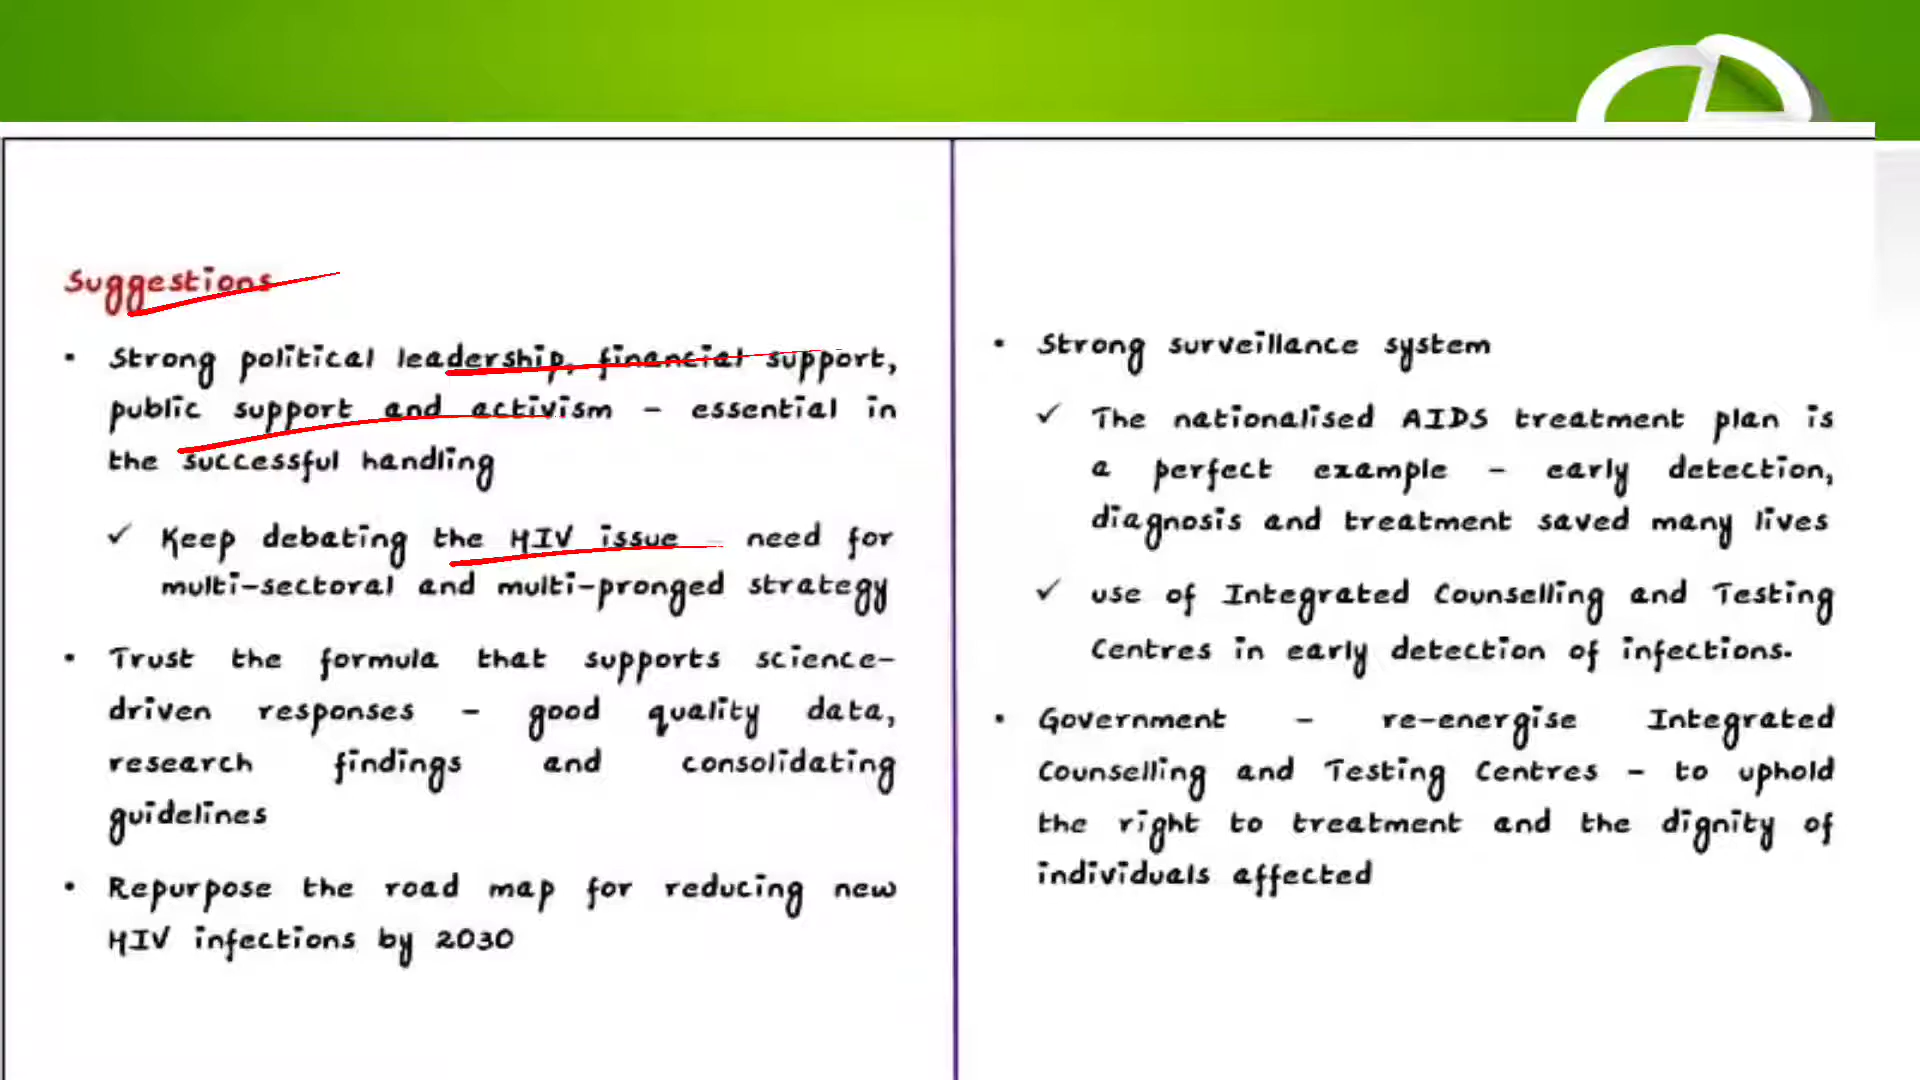 Suggestions
• Strong political leadership, financial support,
public support and activism – essential in
the successful handling
✓ Keep debating the HIV issue – need for
multi-sectoral and multi-pronged strategy
• Trust the formula that supports science-
driven responses – good quality data,
research findings and consolidating
guidelines
• Repurpose the road map for reducing new
HIV infections by 2030
• Strong surveillance system
✓ The nationalised AIDS treatment plan is
a perfect example – early detection,
diagnosis and treatment saved many lives
✓ use of Integrated Counselling and Testing
Centres in early detection of infections.
• Government – re-energise Integrated
Counselling and Testing Centres – to uphold
the right to treatment and the dignity of
individuals affected